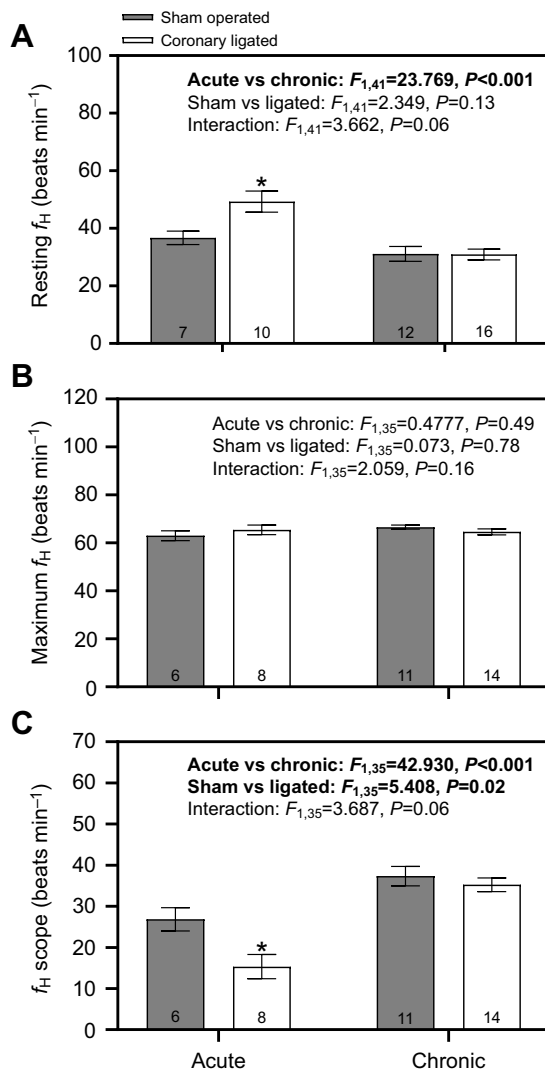 Sham operated
Coronary ligated
A
Resting fH (beats min–1)
100
80
60
40
20
0
Acute vs chronic: F1,41=23.769, P<0.001
Sham vs ligated: F1,41=2.349, P=0.13
Interaction: F1,41=3.662, P=0.06
*
7
10
12
16
B
Maximum fH (beats min–1)
120
100
80
60
40
20
0
Acute vs chronic: F1,35=0.4777, P=0.49
Sham vs ligated: F1,35=0.073, P=0.78
Interaction: F1,35=2.059, P=0.16
6
8
11
14
C
fH scope (beats min–1)
70
60
50
40
30
20
10
0
Acute vs chronic: F1,35=42.930, P<0.001
Sham vs ligated: F1,35=5.408, P=0.02
Interaction: F1,35=3.687, P=0.06
*
6
8
11
14
Acute
Chronic